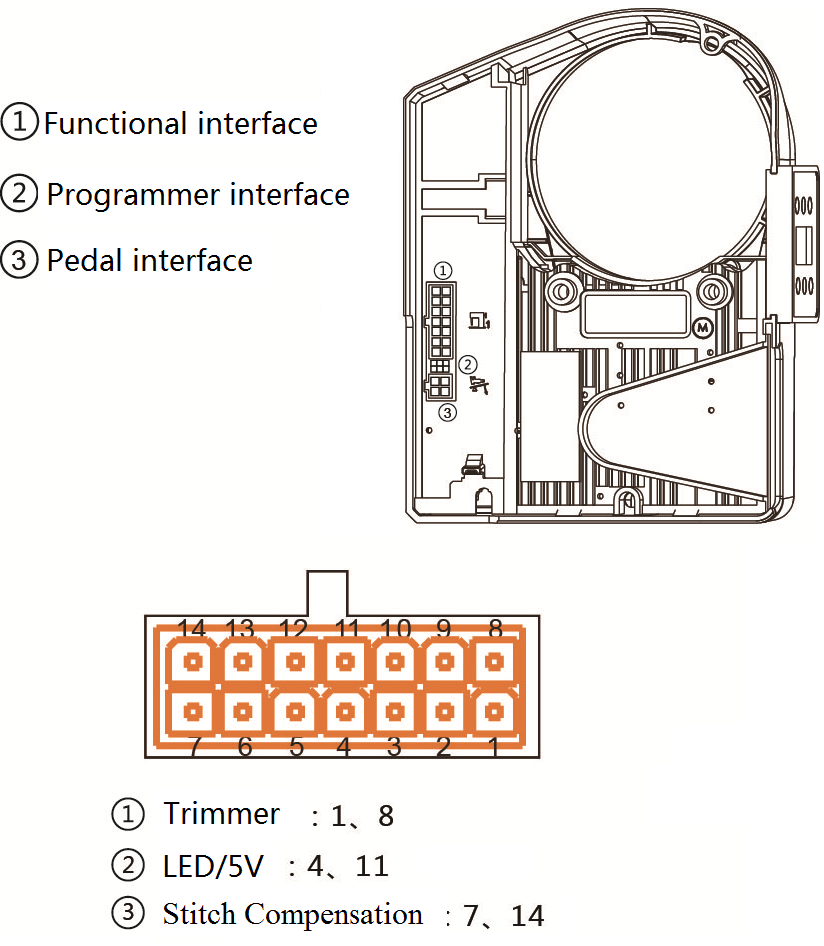 ① Functional interface
② Programmer interface
③ Pedal interface
①
②
③
M
14 13 12 11 10 9 8
7 6 5 4 3 2 1
① Trimmer : 1、8
② LED/5V : 4、11
③ Stitch Compensation : 7、14